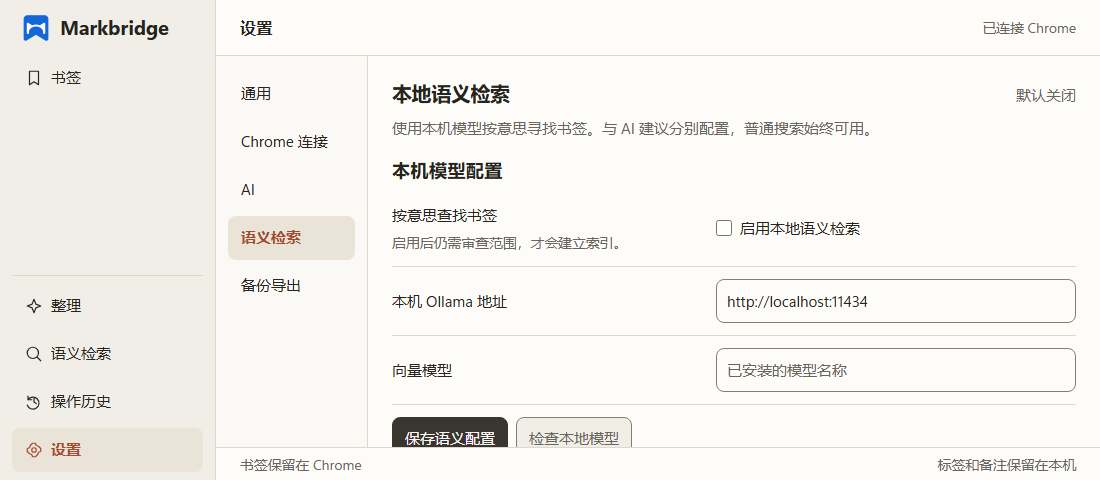 Markbridge
书签
整理
语义检索
操作历史
设置
设置
已连接 Chrome
通用
Chrome 连接
AI
语义检索
备份导出
本地语义检索
默认关闭
使用本机模型按意思寻找书签。与 AI 建议分别配置，普通搜索始终可用。
本机模型配置
按意思查找书签
启用后仍需审查范围，才会建立索引。
启用本地语义检索
本机 Ollama 地址
http://localhost:11434
向量模型
已安装的模型名称
保存语义配置
检查本地模型
书签保留在 Chrome
标签和备注保留在本机